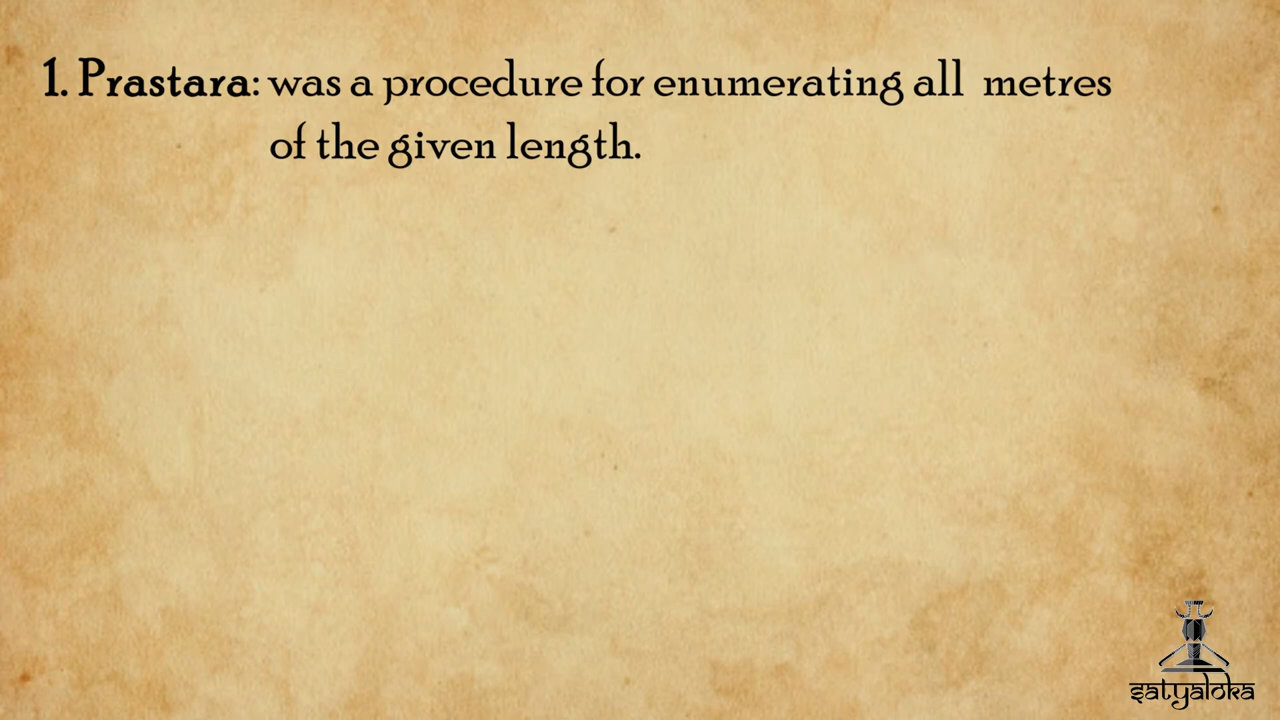 1. Prastara: was a procedure for enumerating all metres
of the given length.
satyaloka